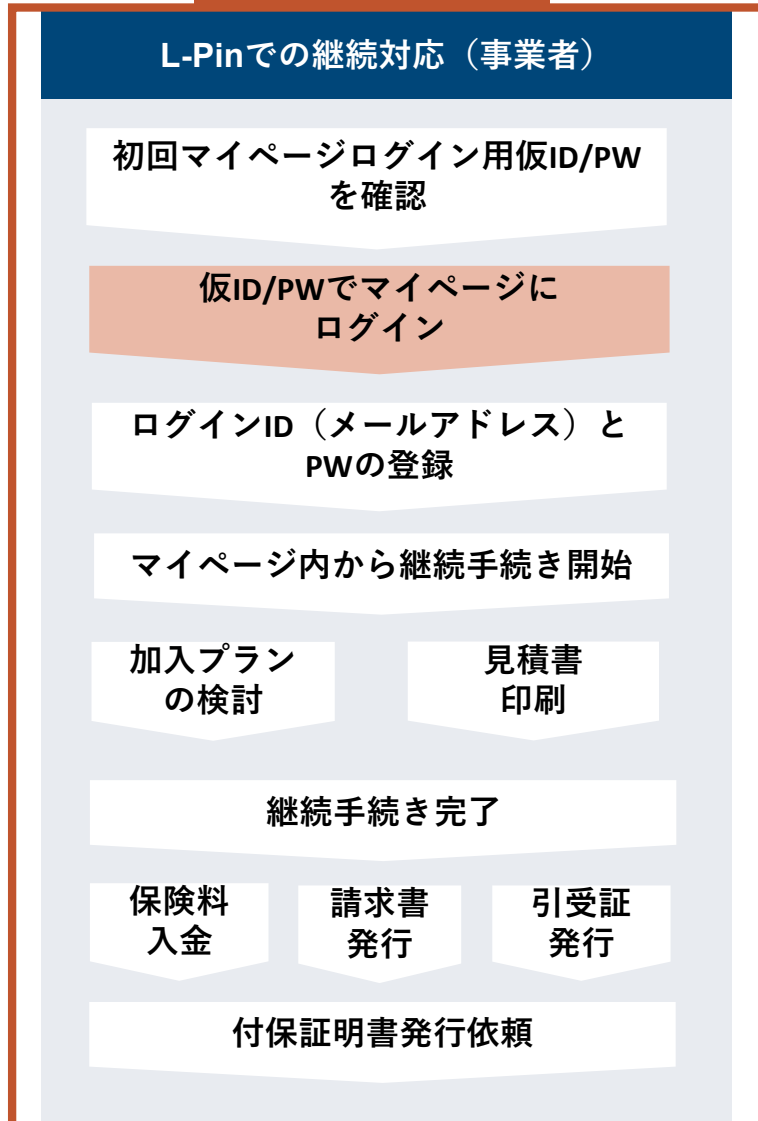 L-Pinでの継続対応（事業者）
初回マイページログイン用仮ID/PW
を確認
仮ID/PWでマイページに
ログイン
ログインID（メールアドレス）と
PWの登録
マイページ内から継続手続き開始
加入プラン
の検討
見積書
印刷
継続手続き完了
保険料
入金
請求書
発行
引受証
発行
付保証明書発行依頼